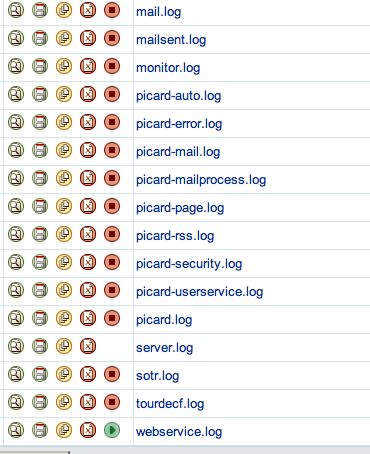 mail.log
mailsent.log
monitor.log
picard-auto.log
picard-error.log
picard-mail.log
picard-mailprocess.log
picard-page.log
picard-rss.log
picard-security.log
picard-userservice.log
picard.log
server.log
sotr.log
tourdecf.log
webservice.log